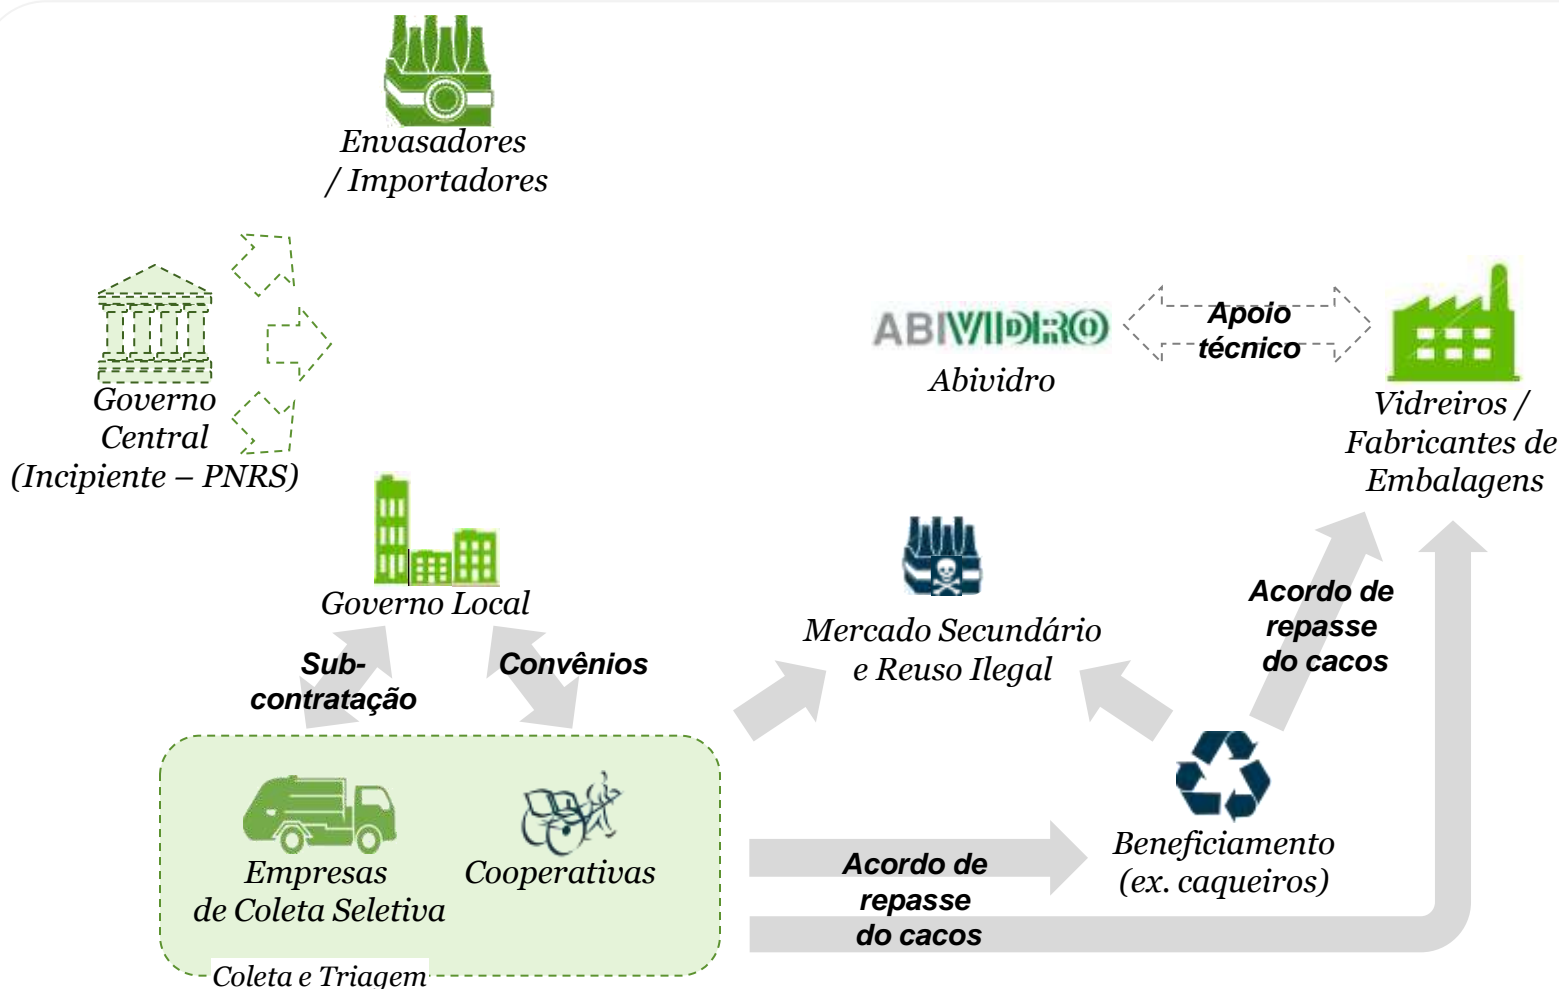 Envasadores
/ Importadores
Governo
Central
(Incipiente – PNRS)
ABIVIDRO
Abividro
Apoio
técnico
Vidreiros /
Fabricantes de
Embalagens
Governo Local
Mercado Secundário
e Reuso Ilegal
Acordo de
repasse
do cacos
Sub-
contratação
Convênios
Empresas
de Coleta Seletiva
Cooperativas
Coleta e Triagem
Acordo de
repasse
do cacos
Beneficiamento
(ex. caqueiros)